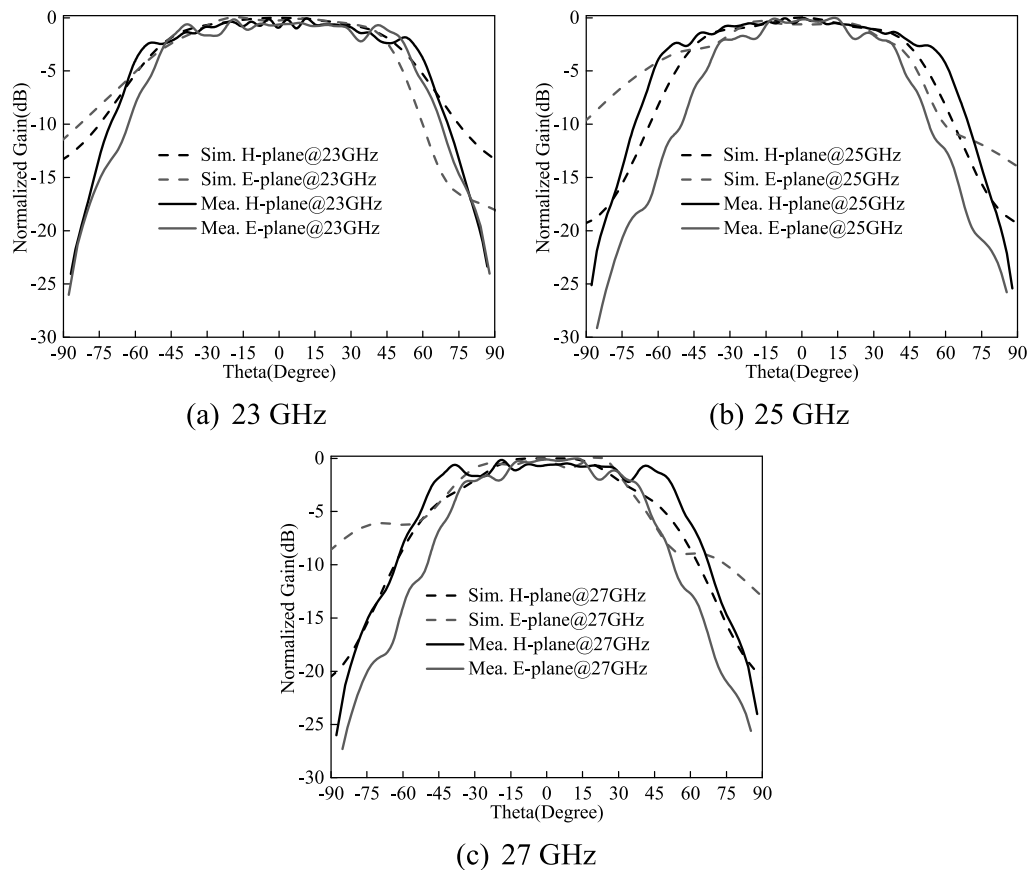 0
-5
-10
-15
-20
-25
-30
Normalized Gain(dB)
Sim. H-plane@23GHz
Sim. E-plane@23GHz
Mea. H-plane@23GHz
Mea. E-plane@23GHz
-90 -75 -60 -45 -30 -15 0 15 30 45 60 75 90
Theta(Degree)
(a) 23 GHz
0
-5
-10
-15
-20
-25
-30
Normalized Gain(dB)
Sim. H-plane@25GHz
Sim. E-plane@25GHz
Mea. H-plane@25GHz
Mea. E-plane@25GHz
-90 -75 -60 -45 -30 -15 0 15 30 45 60 75 90
Theta(Degree)
(b) 25 GHz
0
-5
-10
-15
-20
-25
-30
Normalized Gain(dB)
Sim. H-plane@27GHz
Sim. E-plane@27GHz
Mea. H-plane@27GHz
Mea. E-plane@27GHz
-90 -75 -60 -45 -30 -15 0 15 30 45 60 75 90
Theta(Degree)
(c) 27 GHz